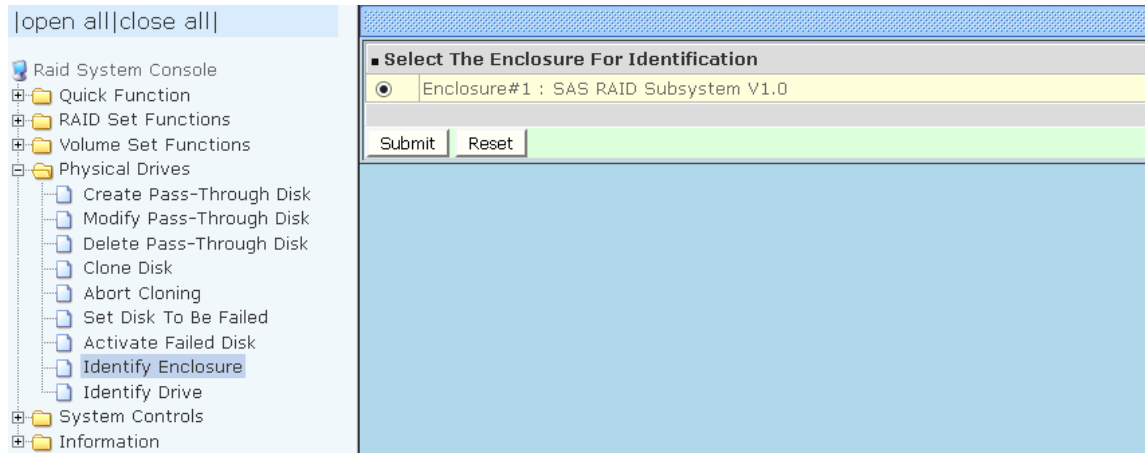 |open all|close all|
Raid System Console
Quick Function
RAID Set Functions
Volume Set Functions
Physical Drives
Create Pass-Through Disk
Modify Pass-Through Disk
Delete Pass-Through Disk
Clone Disk
Abort Cloning
Set Disk To Be Failed
Activate Failed Disk
Identify Enclosure
Identify Drive
System Controls
Information
Select The Enclosure For Identification
Enclosure#1 : SAS RAID Subsystem V1.0
Submit Reset